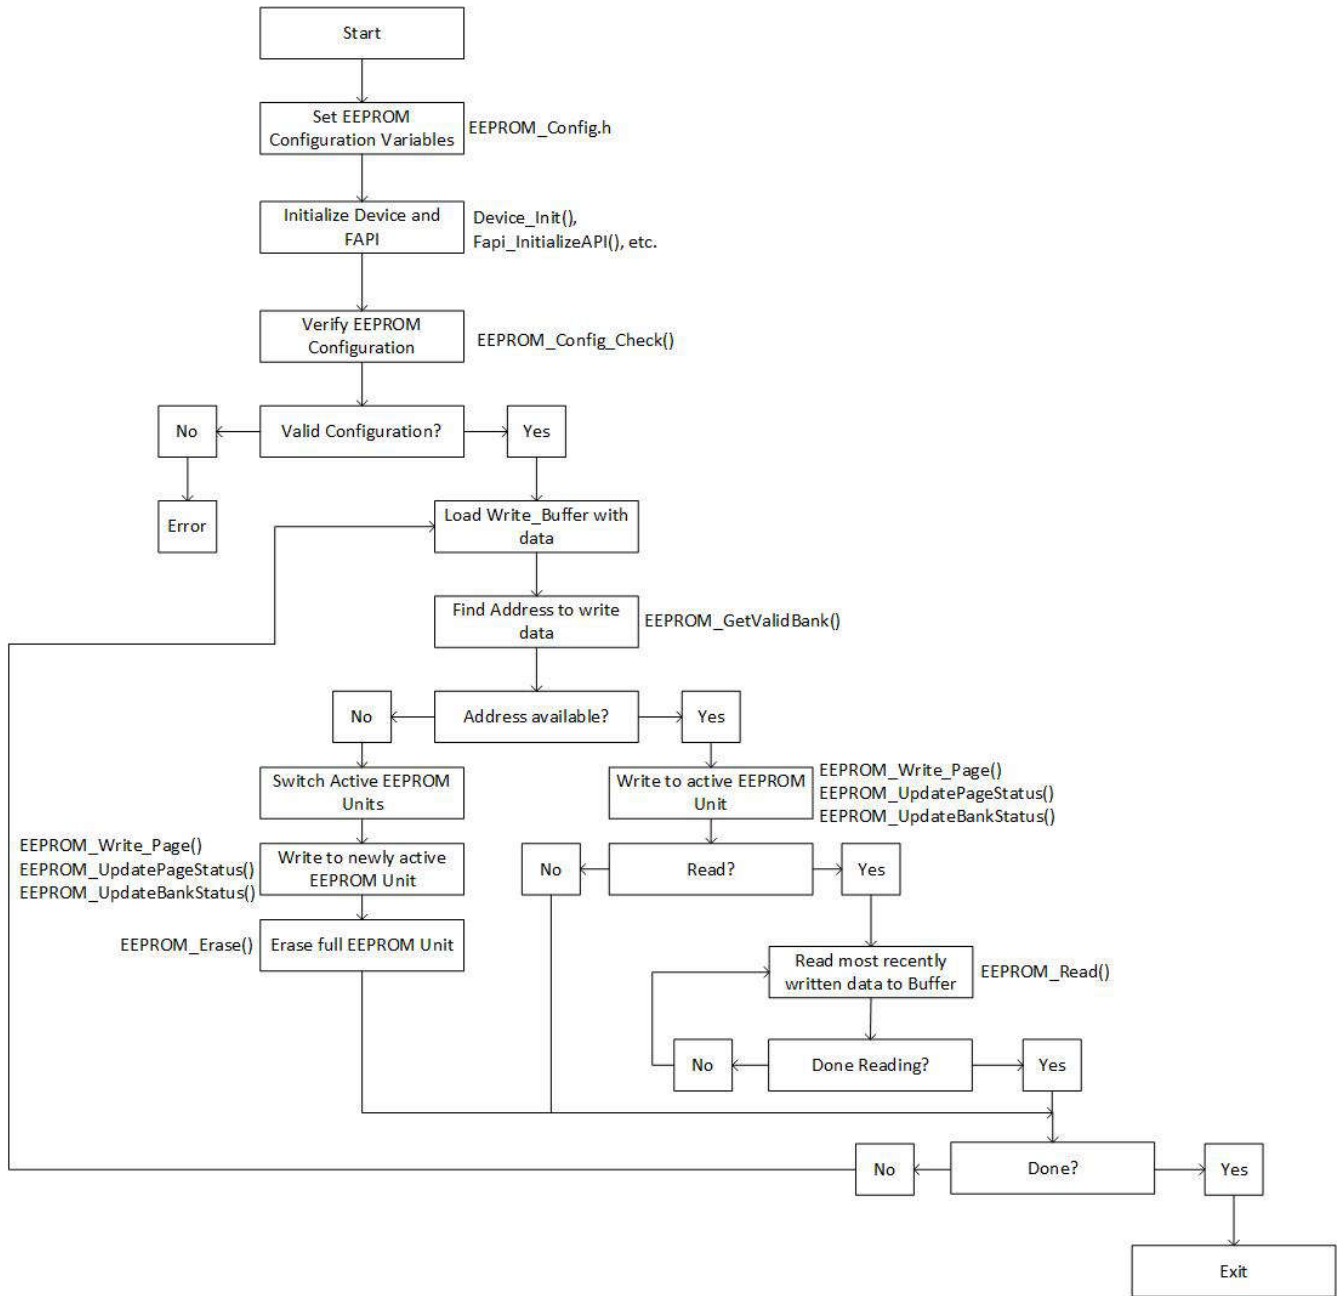 Start
Set EEPROM
Configuration Variables
EEPROM_Config.h
Initialize Device and
FAPI
Device_Init(),
Fapi_InitializeAPI(), etc.
Verify EEPROM
Configuration
EEPROM_Config_Check()
No
Valid Configuration?
Yes
Error
Load Write_Buffer with
data
Find Address to write
data
EEPROM_GetValidBank()
No
Address available?
Yes
Switch Active EEPROM
Units
Write to active EEPROM
Unit
EEPROM_Write_Page()
EEPROM_UpdatePageStatus()
EEPROM_UpdateBankStatus()
EEPROM_Write_Page()
EEPROM_UpdatePageStatus()
EEPROM_UpdateBankStatus()
Write to newly active
EEPROM Unit
No
Read?
Yes
EEPROM_Erase()
Erase full EEPROM Unit
Read most recently
written data to Buffer
EEPROM_Read()
No
Done Reading?
Yes
No
Done?
Yes
Exit